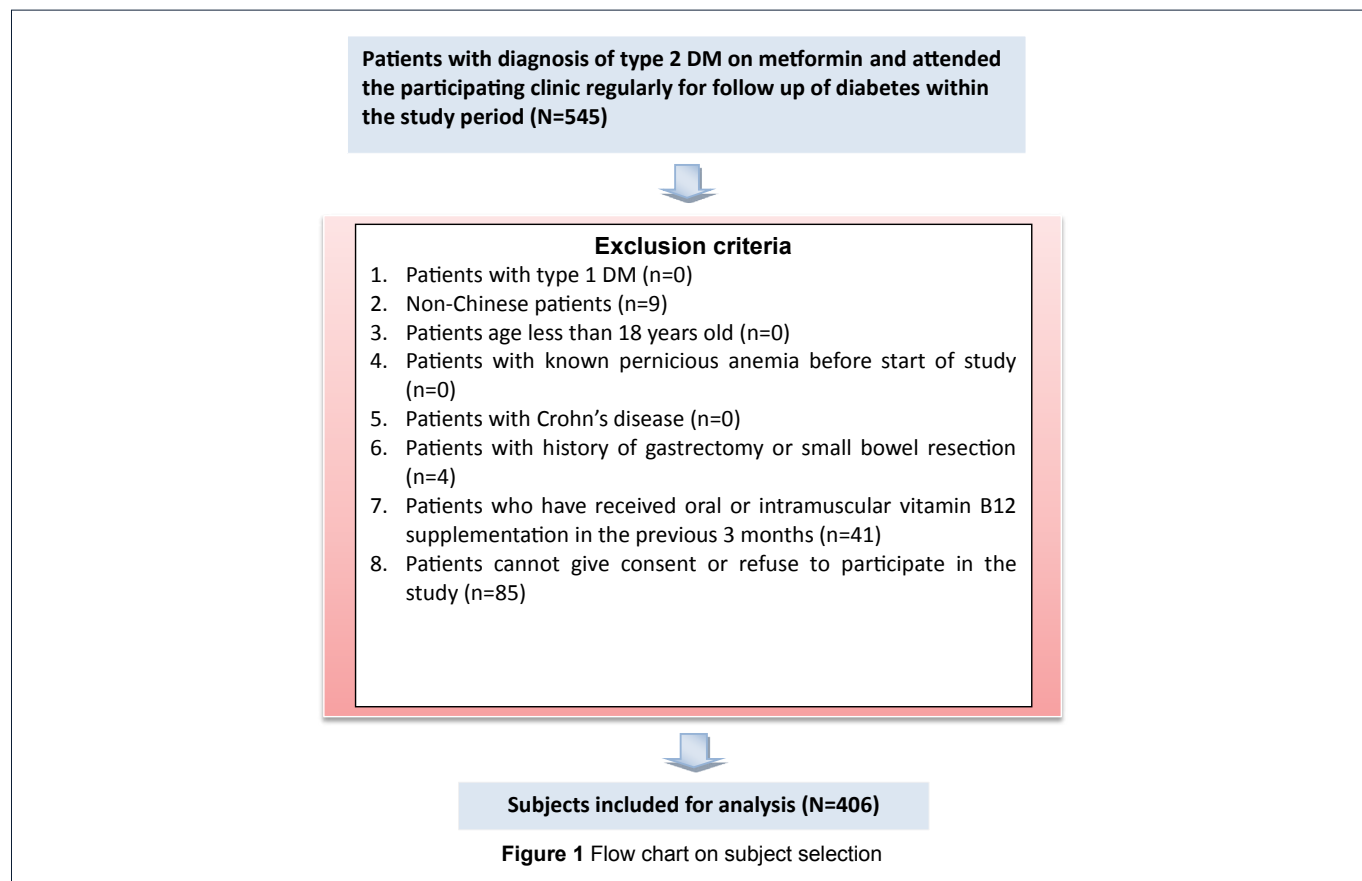 Patients with diagnosis of type 2 DM on metformin and attended
the participating clinic regularly for follow up of diabetes within
the study period (N=545)
Exclusion criteria
1. Patients with type 1 DM (n=0)
2. Non-Chinese patients (n=9)
3. Patients age less than 18 years old (n=0)
4. Patients with known pernicious anemia before start of study
(n=0)
5. Patients with Crohn’s disease (n=0)
6. Patients with history of gastrectomy or small bowel resection
(n=4)
7. Patients who have received oral or intramuscular vitamin B12
supplementation in the previous 3 months (n=41)
8. Patients cannot give consent or refuse to participate in the
study (n=85)
Subjects included for analysis (N=406)
Figure 1 Flow chart on subject selection